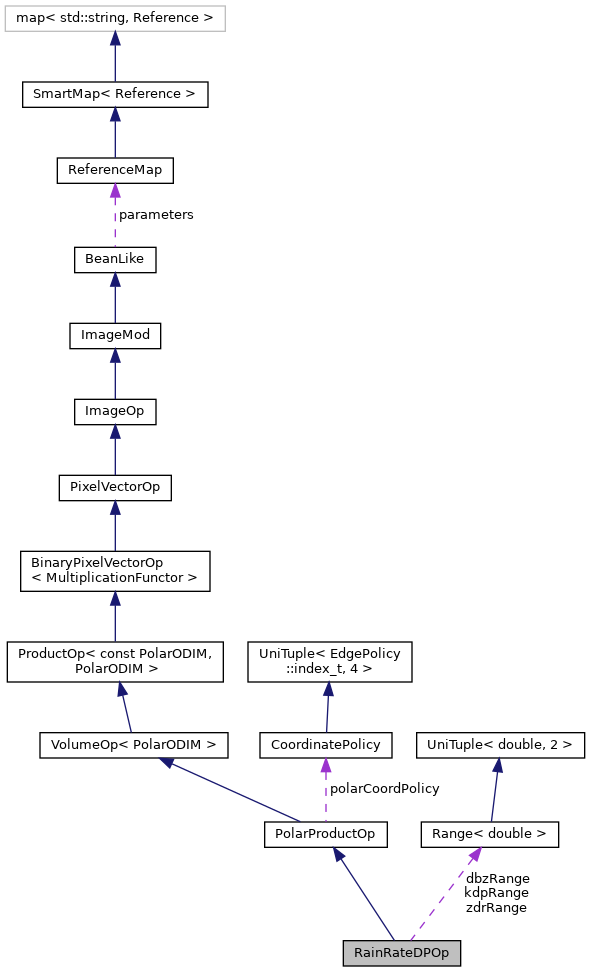 map< std::string, Reference >
SmartMap< Reference >
ReferenceMap
parameters
BeanLike
ImageMod
ImageOp
PixelVectorOp
BinaryPixelVectorOp
< MultiplicationFunctor >
ProductOp< const PolarODIM,
PolarODIM >
UniTuple< EdgePolicy
::index_t, 4 >
VolumeOp< PolarODIM >
CoordinatePolicy
UniTuple< double, 2 >
polarCoordPolicy
PolarProductOp
Range< double >
dbzRange
kdpRange
zdrRange
RainRateDPOp